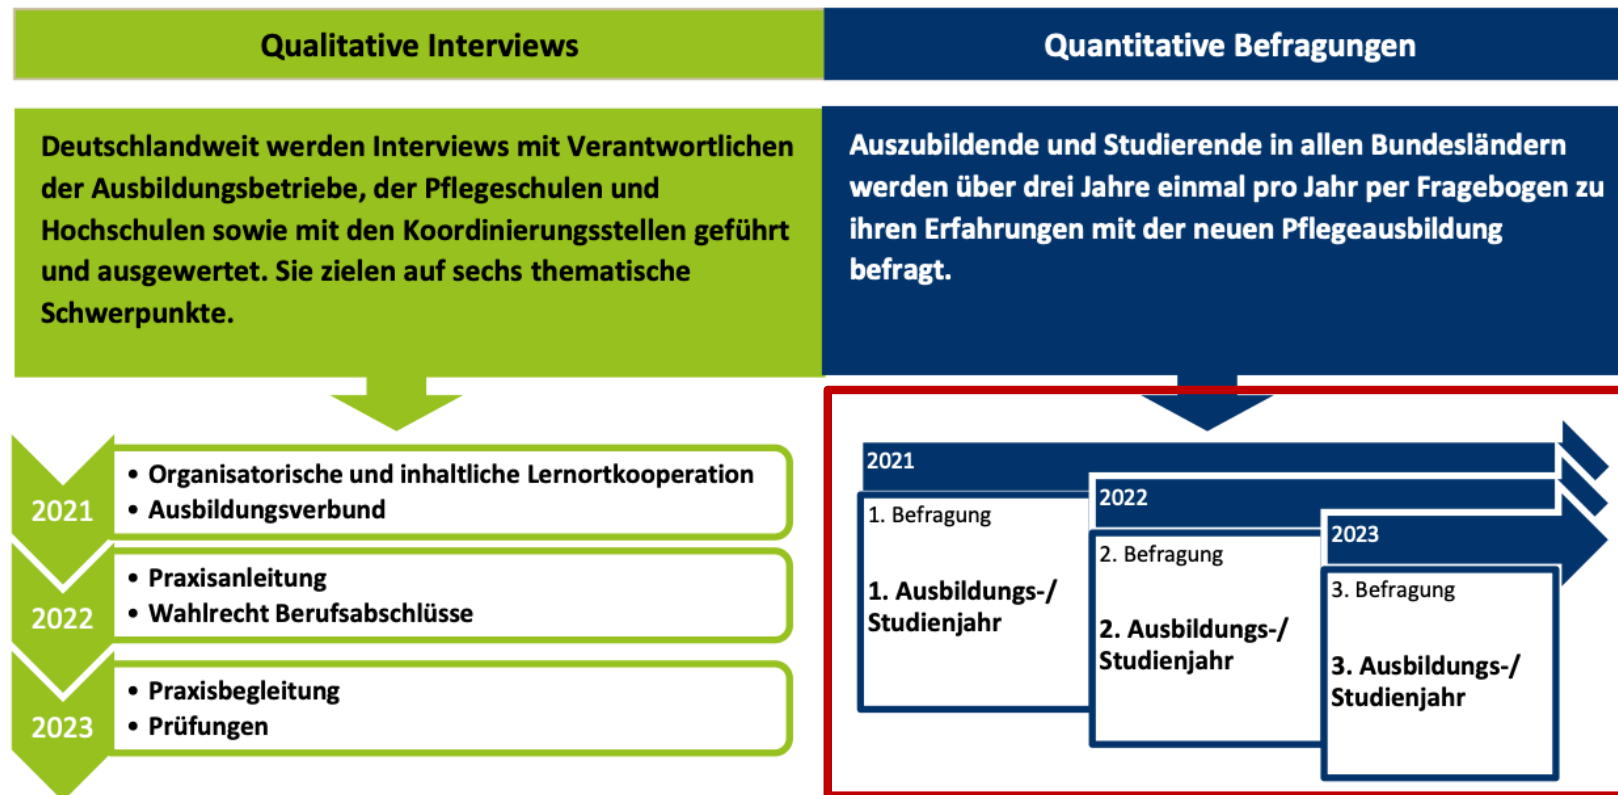 Qualitative Interviews
Quantitative Befragungen
Deutschlandweit werden Interviews mit Verantwortlichen
der Ausbildungsbetriebe, der Pflegeschulen und
Hochschulen sowie mit den Koordinierungsstellen geführt
und ausgewertet. Sie zielen auf sechs thematische
Schwerpunkte.
Auszubildende und Studierende in allen Bundesländern
werden über drei Jahre einmal pro Jahr per Fragebogen zu
ihren Erfahrungen mit der neuen Pflegeausbildung
befragt.
2021
• Organisatorische und inhaltliche Lernortkooperation
• Ausbildungsverbund
2022
• Praxisanleitung
• Wahlrecht Berufsabschlüsse
2023
• Praxisbegleitung
• Prüfungen
2021
1. Befragung
1. Ausbildungs-/
Studienjahr
2022
2. Befragung
2. Ausbildungs-/
Studienjahr
2023
3. Befragung
3. Ausbildungs-/
Studienjahr